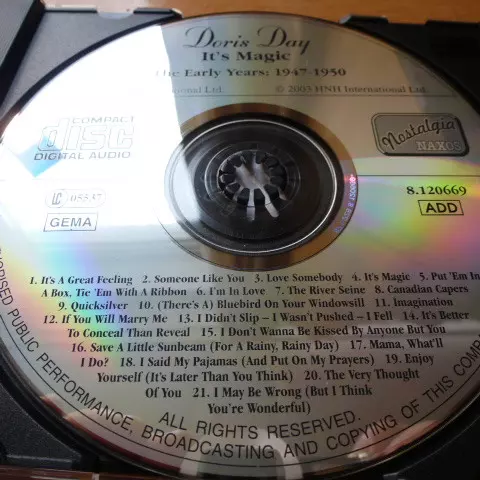 Doris Day
It's Magic
The Early Years: 1947-1950
nal Ltd. © 2003 HNH International Ltd.
COMPACT
disc
DIGITAL AUDIO
Nostalgia
NAXOS
LC 05537
8.120669
GEMA
ADD
1. It's A Great Feeling 2. Someone Like You 3. Love Somebody 4. It's Magic 5. Put 'Em In
A Box, Tie 'Em With A Ribbon 6. I'm In Love 7. The River Seine 8. Canadian Capers
9. Quicksilver 10. (There's A) Bluebird On Your Windowsill 11. Imagination
12. If You Will Marry Me 13. I Didn't Slip – I Wasn't Pushed – I Fell 14. It's Better
To Conceal Than Reveal 15. I Don't Wanna Be Kissed By Anyone But You
16. Save A Little Sunbeam (For A Rainy, Rainy Day) 17. Mama, What'll
I Do? 18. I Said My Pajamas (And Put On My Prayers) 19. Enjoy
Yourself (It's Later Than You Think) 20. The Very Thought
Of You 21. I May Be Wrong (But I Think
You're Wonderful)
ALL RIGHTS RESERVED.
HORISED PUBLIC PERFORMANCE, BROADCASTING AND COPYING OF THIS COMPA